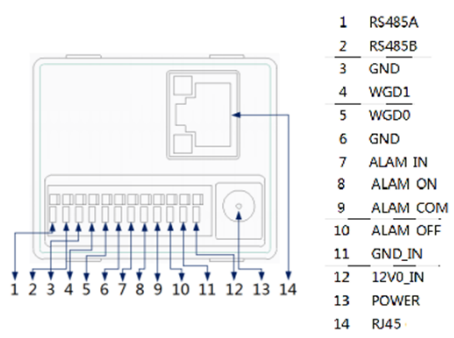 1 RS485A
2 RS485B
3 GND
4 WGD1
5 WGD0
6 GND
7 ALAM IN
8 ALAM ON
9 ALAM COM
10 ALAM OFF
11 GND_IN
12 12V0_IN
13 POWER
14 RJ45
1 2 3 4 5 6 7 8 9 10 11 12 13 14